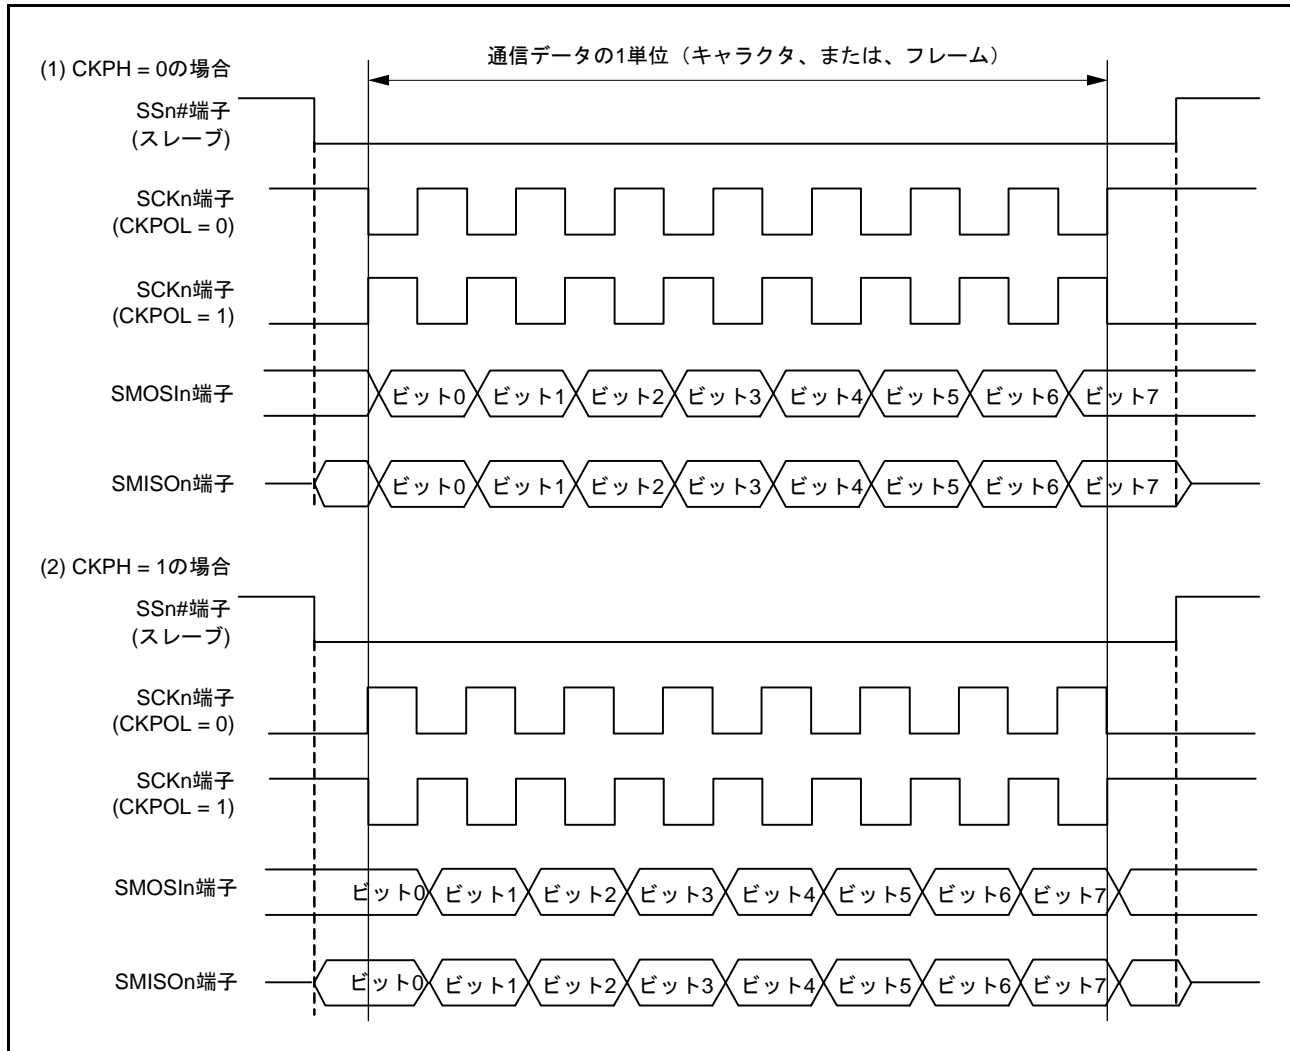 通信データの1単位（キャラクタ、または、フレーム）
(1) CKPH = 0の場合
SSn#端子
(スレーブ)
SCKn端子
(CKPOL = 0)
SCKn端子
(CKPOL = 1)
SMOSIn端子
ビット0 ビット1 ビット2 ビット3 ビット4 ビット5 ビット6 ビット7
SMISOn端子
ビット0 ビット1 ビット2 ビット3 ビット4 ビット5 ビット6 ビット7
(2) CKPH = 1の場合
SSn#端子
(スレーブ)
SCKn端子
(CKPOL = 0)
SCKn端子
(CKPOL = 1)
SMOSIn端子
ビット0 ビット1 ビット2 ビット3 ビット4 ビット5 ビット6 ビット7
SMISOn端子
ビット0 ビット1 ビット2 ビット3 ビット4 ビット5 ビット6 ビット7